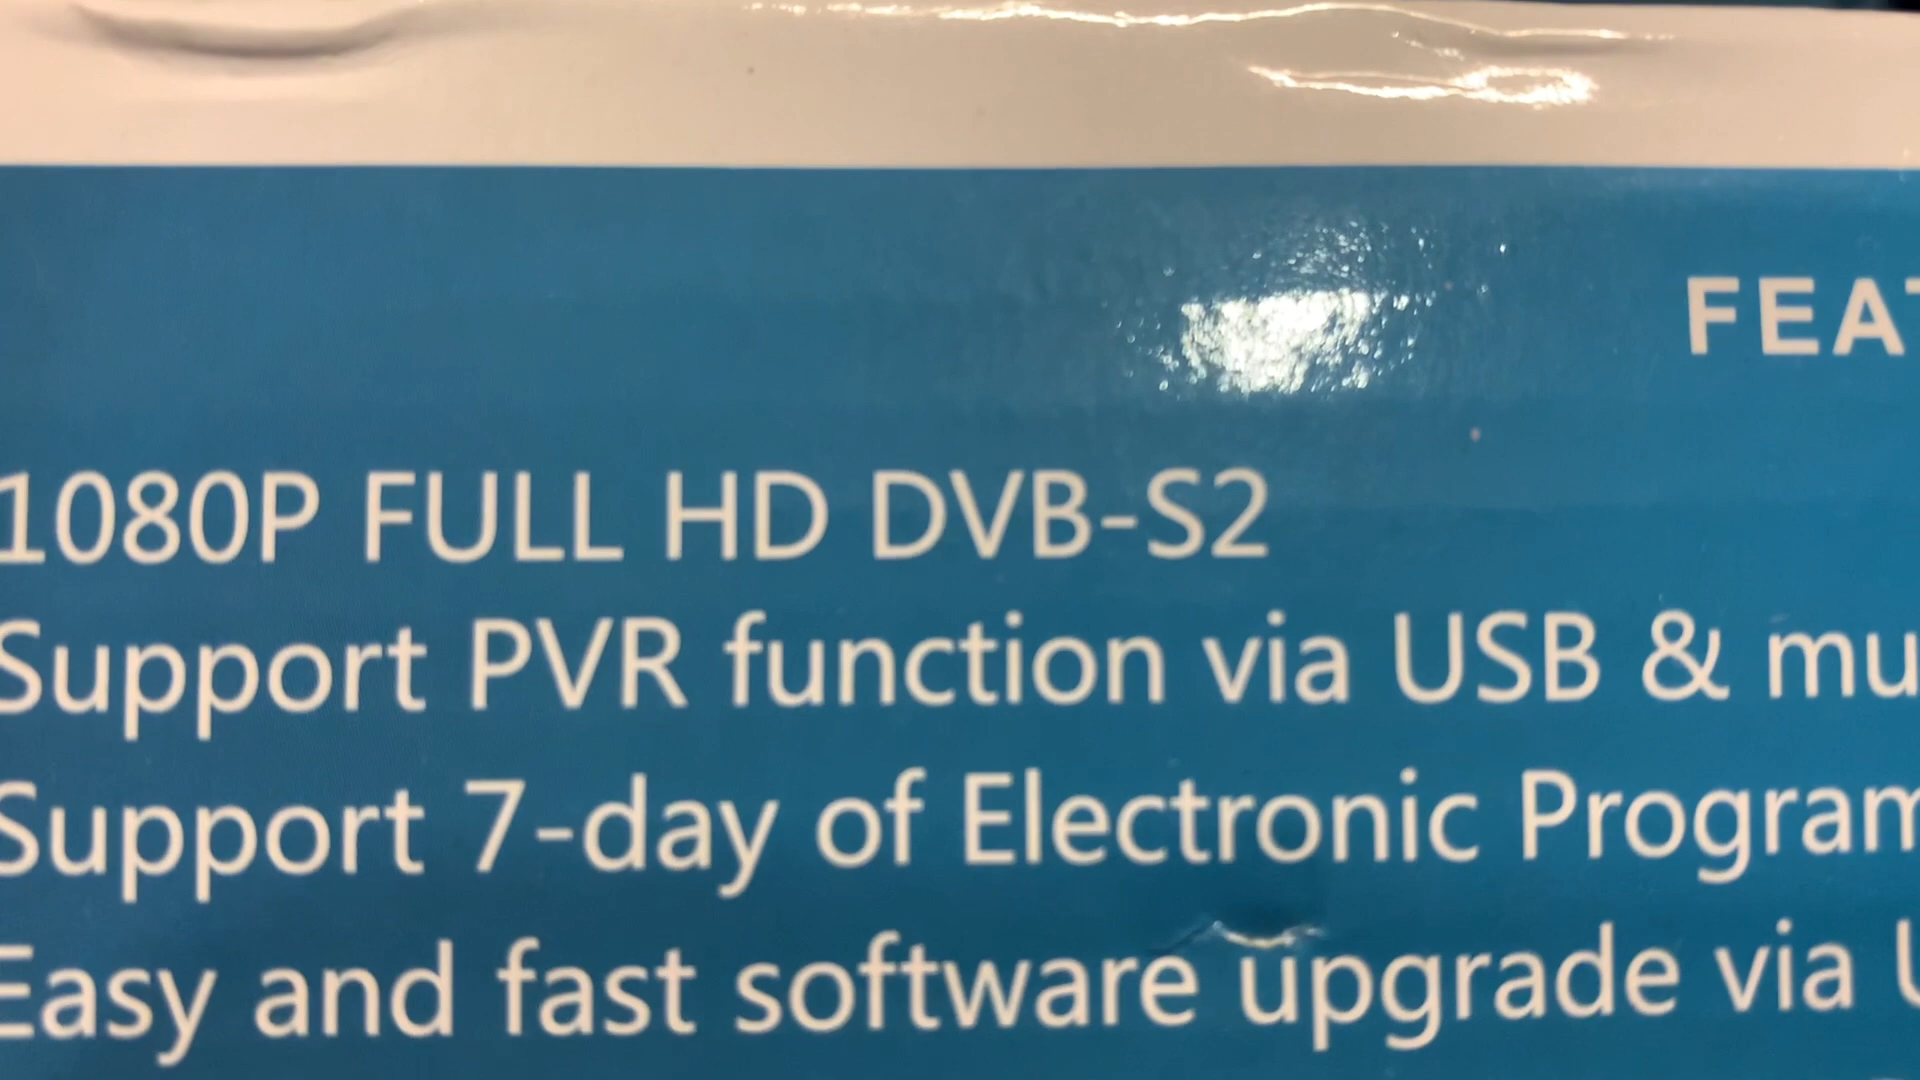 FEAT
1080P FULL HD DVB-S2
Support PVR function via USB & mu
Support 7-day of Electronic Program
Easy and fast software upgrade via U